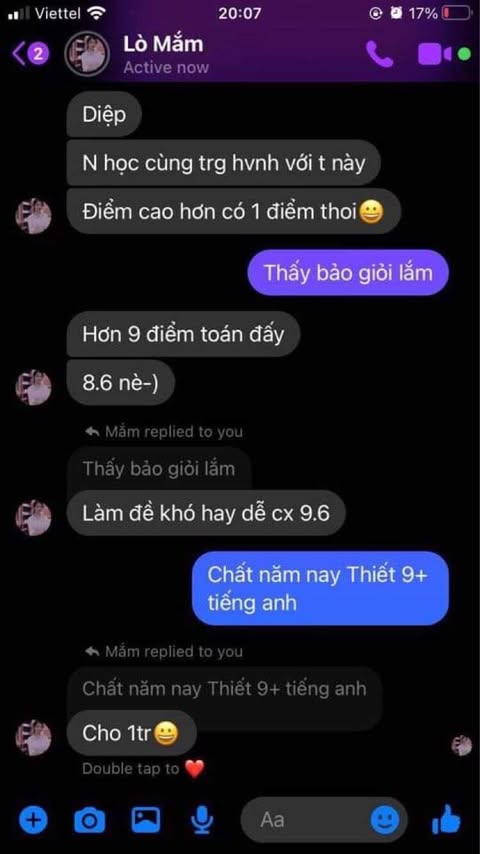 Viettel 20:07 17%
2 Lò Mắm
Active now
Diệp
N học cùng trg hvnh với t này
Điểm cao hơn có 1 điểm thoi😀
Thấy bảo giỏi lắm
Hơn 9 điểm toán đấy
8.6 nè-)
Mắm replied to you
Thấy bảo giỏi lắm
Làm đề khó hay dễ cx 9.6
Chất năm nay Thiết 9+
tiếng anh
Mắm replied to you
Chất năm nay Thiết 9+ tiếng anh
Cho 1tr😀
Double tap to ❤️
Aa